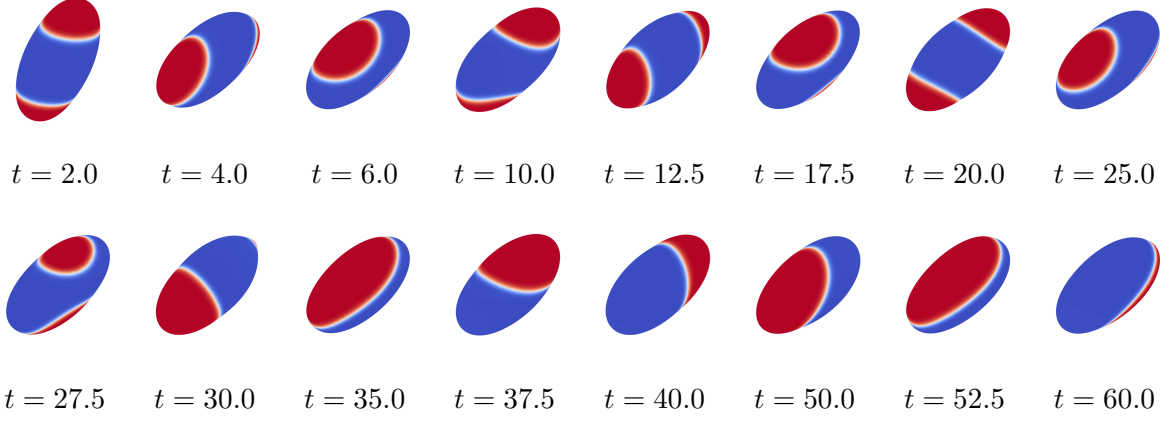 t = 2.0 t = 4.0 t = 6.0 t = 10.0 t = 12.5 t = 17.5 t = 20.0 t = 25.0
t = 27.5 t = 30.0 t = 35.0 t = 37.5 t = 40.0 t = 50.0 t = 52.5 t = 60.0